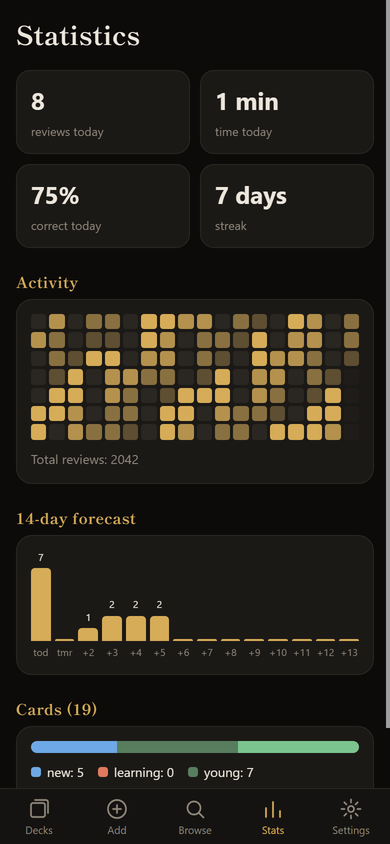 Statistics
8
1 min
reviews today
time today
75%
7 days
correct today
streak
Activity
Total reviews: 2042
14-day forecast
7
1
2
2
2
tod tmr +2 +3 +4 +5 +6 +7 +8 +9 +10 +11 +12 +13
Cards (19)
new: 5 learning: 0 young: 7
Decks Add Browse Stats Settings